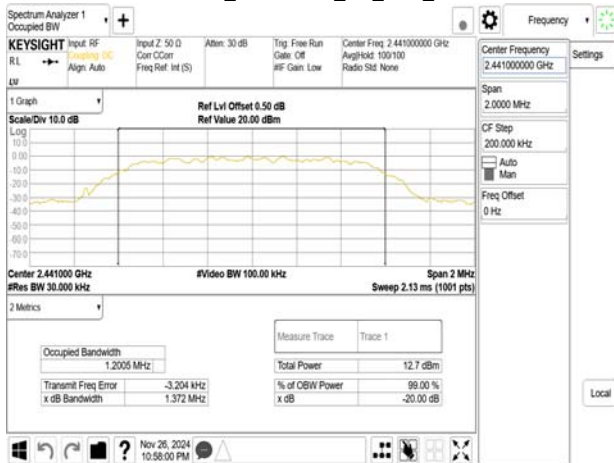 Spectrum Analyzer 1
Occupied BW
+
Frequency
KEYSIGHT
RL
Input: RF
Coupling: DC
Align: Auto
Input Z: 50 Ω
Corr CCorr
Freq Ref: Int (S)
Atten: 30 dB
Trig: Free Run
Gate: Off
#IF Gain: Low
Center Freq: 2.441000000 GHz
Avg|Hold: 100/100
Radio Std: None
Center Frequency
2.441000000 GHz
Settings
Span
2.0000 MHz
CF Step
200.000 kHz
Auto
Man
Freq Offset
0 Hz
Local
1 Graph
Scale/Div 10.0 dB
Ref Lvl Offset 0.50 dB
Ref Value 20.00 dBm
Log
10.0
0.00
-10.0
-20.0
-30.0
-40.0
-50.0
-60.0
-70.0
Center 2.441000 GHz
#Res BW 30.000 kHz
#Video BW 100.00 kHz
Span 2 MHz
Sweep 2.13 ms (1001 pts)
2 Metrics
Measure Trace
Trace 1
Occupied Bandwidth
1.2005 MHz
Total Power
12.7 dBm
Transmit Freq Error
-3.204 kHz
% of OBW Power
99.00 %
x dB Bandwidth
1.372 MHz
x dB
-20.00 dB
?
Nov 26, 2024
10:58:00 PM